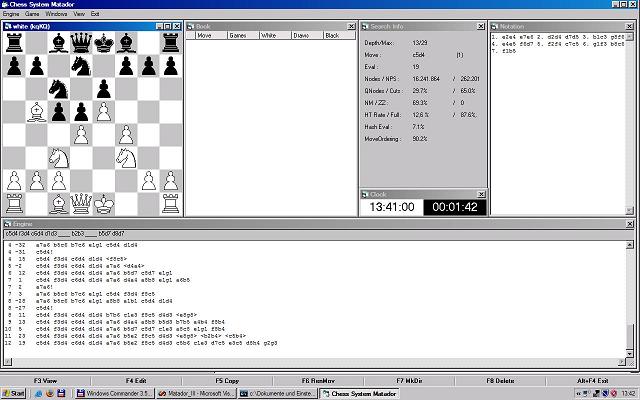 Chess System Matador
Engine Game Windows View End
white (kqKQ)
Book
Move Games White Draws Black
Search Info
Depth/Max : 13/29
Move : c5d4 (1)
Eval : 19
Nodes / NPS : 16.241.864 / 262.201
QNodes / Cuts : 29.7% / 65.0%
NM / ZZ : 69.3% / 0
HT Rate / Full : 12.6 % / 87.6%
Hash Eval : 7.1%
MoveOrdering : 90.2%
Clock
13:41:00 00:01:42
Notation
1. e2e4 e7e6 2. d2d4 d7d5 3. b1c3 g8f6
4. e4e5 f6d7 5. f2f4 c7c5 6. g1f3 b8c6
7. f1b5
Engine
c5d4 f3d4 c6d4 d1d3 ____ b2b3 ____ b5d7 d8d7
4 -32 a7a6 b5c6 b7c6 e1g1 c5d4 d1d4
4 -31 c5d4!
4 15 c5d4 f3d4 c6d4 d1d4 <f8c5>
5 -2 c5d4 f3d4 c6d4 d1d4 a7a6 <d4a4>
6 12 c5d4 f3d4 c6d4 d1d4 a7a6 b5d7 c8d7 e1g1
7 1 c5d4 f3d4 c6d4 d1d4 a7a6 d4a4 a8b8 e1g1 a6b5
7 2 a7a6!
7 3 a7a6 b5c6 b7c6 e1g1 c5d4 f3d4 f8c5
8 -28 a7a6 b5c6 b7c6 e1g1 a8b8 a1b1 c5d4 d1d4
8 -27 c5d4!
8 11 c5d4 f3d4 c6d4 d1d4 b7b6 c1e3 f8c5 d4d3 <e8g8>
9 13 c5d4 f3d4 c6d4 d1d4 a7a6 d4a4 a8b8 b5d3 b7b5 a4b4 f8b4
10 5 c5d4 f3d4 c6d4 d1d4 a7a6 b5d7 c8d7 c1e3 a8c8 e1g1 f8b4
11 23 c5d4 f3d4 c6d4 d1d4 a7a6 b5e2 f8c5 d4d3 <e8g8> <b2b4> <c5b4>
12 19 c5d4 f3d4 c6d4 d1d4 a7a6 b5e2 f8c5 d4d3 c5b6 c1e3 d7c5 e3c5 d8h4 g2g3
F3 View F4 Edit F5 Copy F6 RenMov F7 MkDir F8 Delete Alt+F4 Exit
Start Windows Commander 3.5 Matador_III - Microsoft Vis... c:\Dokumente und Einste... Chess System Matador 13:42